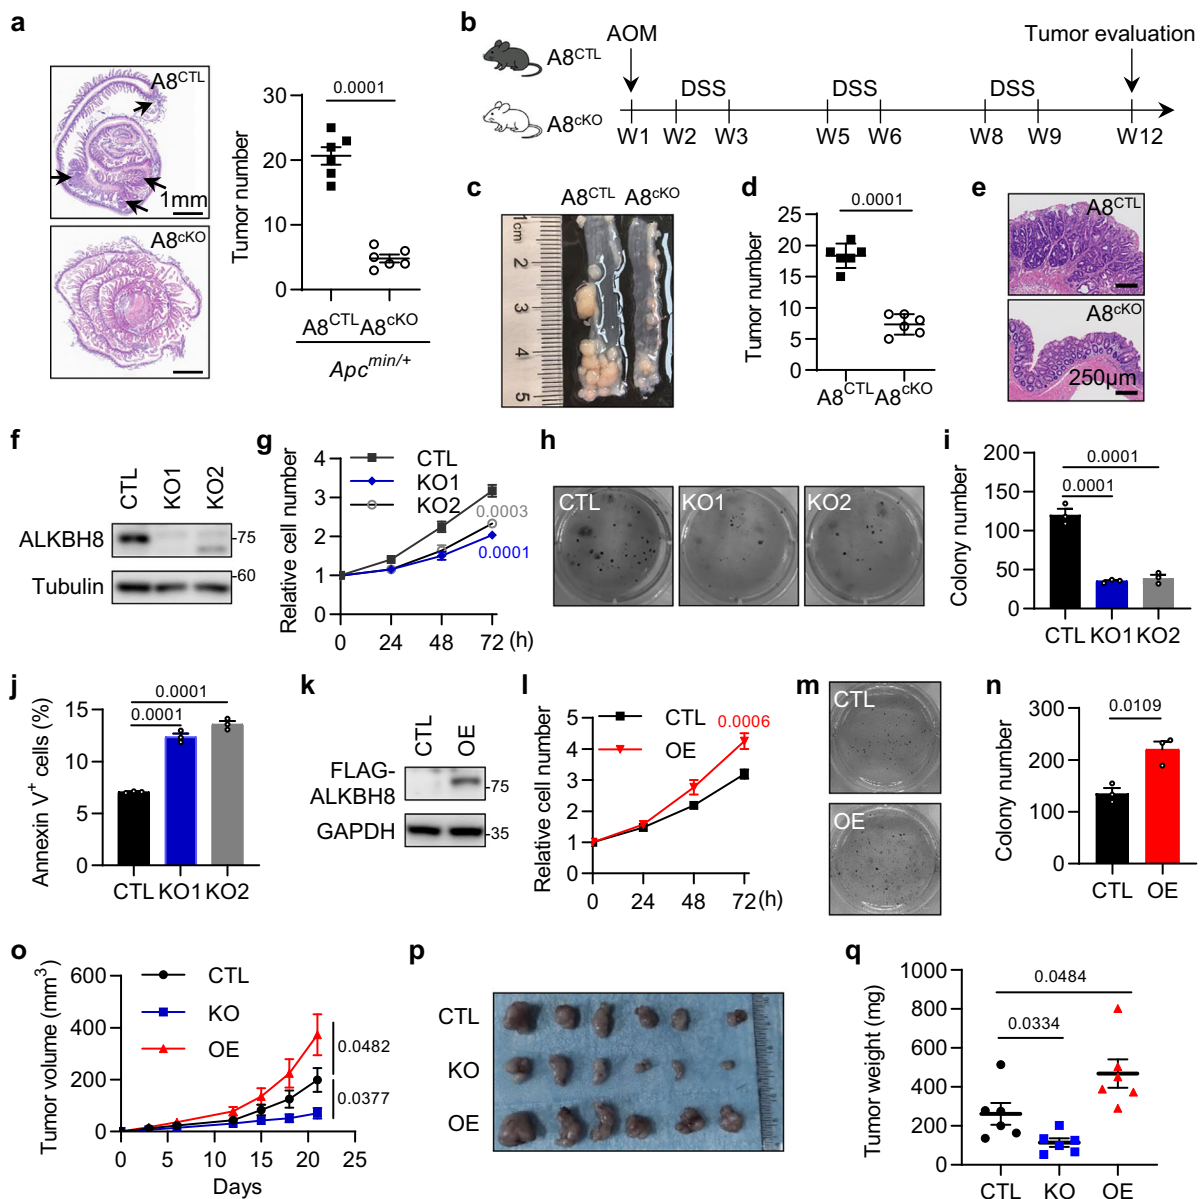 a
A8CTL
1mm
A8cKO
Tumor number
30
20
10
0
0.0001
A8CTL A8cKO
Apc min/+
b
AOM
Tumor evaluation
A8CTL
A8cKO
DSS DSS DSS
W1 W2 W3 W5 W6 W8 W9 W12
c
A8CTL A8cKO
1
cm
2
3
4
5
d
Tumor number
25
20
15
10
5
0
0.0001
A8CTL A8cKO
e
A8CTL
A8cKO
250μm
f
CTL KO1 KO2
ALKBH8
-75
Tubulin
-60
g
Relative cell number
4
3
2
1
0
CTL
KO1
KO2
0.0003
0.0001
0 24 48 72 (h)
h
CTL KO1 KO2
i
Colony number
200
150
100
50
0
0.0001
0.0001
CTL KO1 KO2
j
Annexin V+ cells (%)
15
10
5
0
0.0001
0.0001
CTL KO1 KO2
k
CTL OE
FLAG-
ALKBH8
-75
GAPDH
-35
l
Relative cell number
5
4
3
2
1
0
CTL
OE
0.0006
0 24 48 72 (h)
m
CTL
OE
n
Colony number
300
200
100
0
0.0109
CTL OE
o
Tumor volume (mm3)
600
400
200
0
CTL
KO
OE
0.0482
0.0377
0 5 10 15 20 25
Days
p
CTL
KO
OE
q
Tumor weight (mg)
1000
800
600
400
200
0
0.0484
0.0334
CTL KO OE